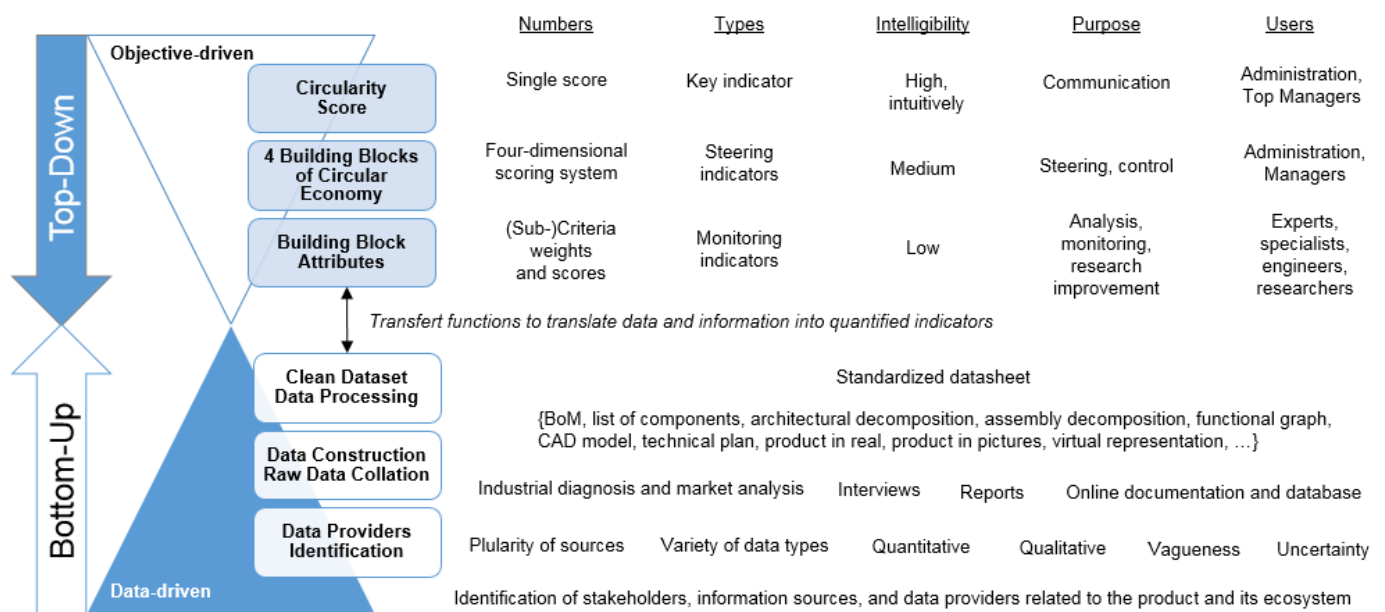 Numbers Types Intelligibility Purpose Users
Objective-driven
Top-Down
Circularity
Score
Single score
Key indicator
High,
intuitively
Communication
Administration,
Top Managers
4 Building Blocks
of Circular
Economy
Four-dimensional
scoring system
Steering
indicators
Medium
Steering, control
Administration,
Managers
Building Block
Attributes
(Sub-)Criteria
weights
and scores
Monitoring
indicators
Low
Analysis,
monitoring,
research
improvement
Experts,
specialists,
engineers,
researchers
Transfert functions to translate data and information into quantified indicators
Bottom-Up
Clean Dataset
Data Processing
Standardized datasheet
{BoM, list of components, architectural decomposition, assembly decomposition, functional graph,
CAD model, technical plan, product in real, product in pictures, virtual representation, …}
Data Construction
Raw Data Collation
Industrial diagnosis and market analysis Interviews Reports Online documentation and database
Data Providers
Identification
Plularity of sources Variety of data types Quantitative Qualitative Vagueness Uncertainty
Data-driven
Identification of stakeholders, information sources, and data providers related to the product and its ecosystem